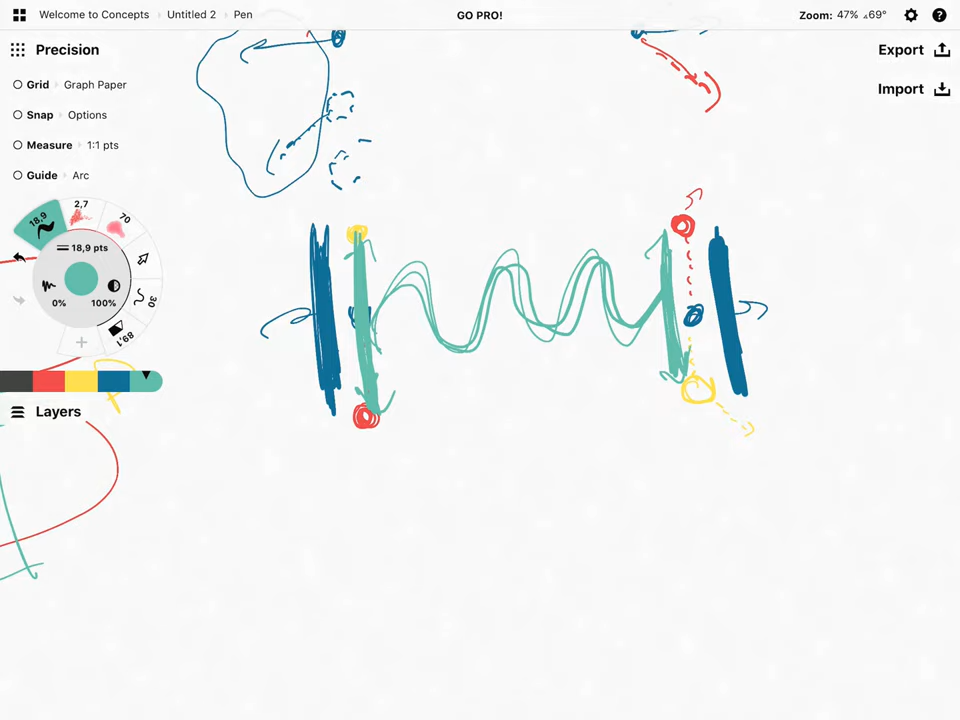 Welcome to Concepts Untitled 2 Pen GO PRO! Zoom: 47% ⊿69° ?
Precision Export
Grid Graph Paper Import
Snap Options
Measure 1:1 pts
Guide Arc
18,9 2,7 70
18,9 pts
0% 100% 30
69,1
Layers